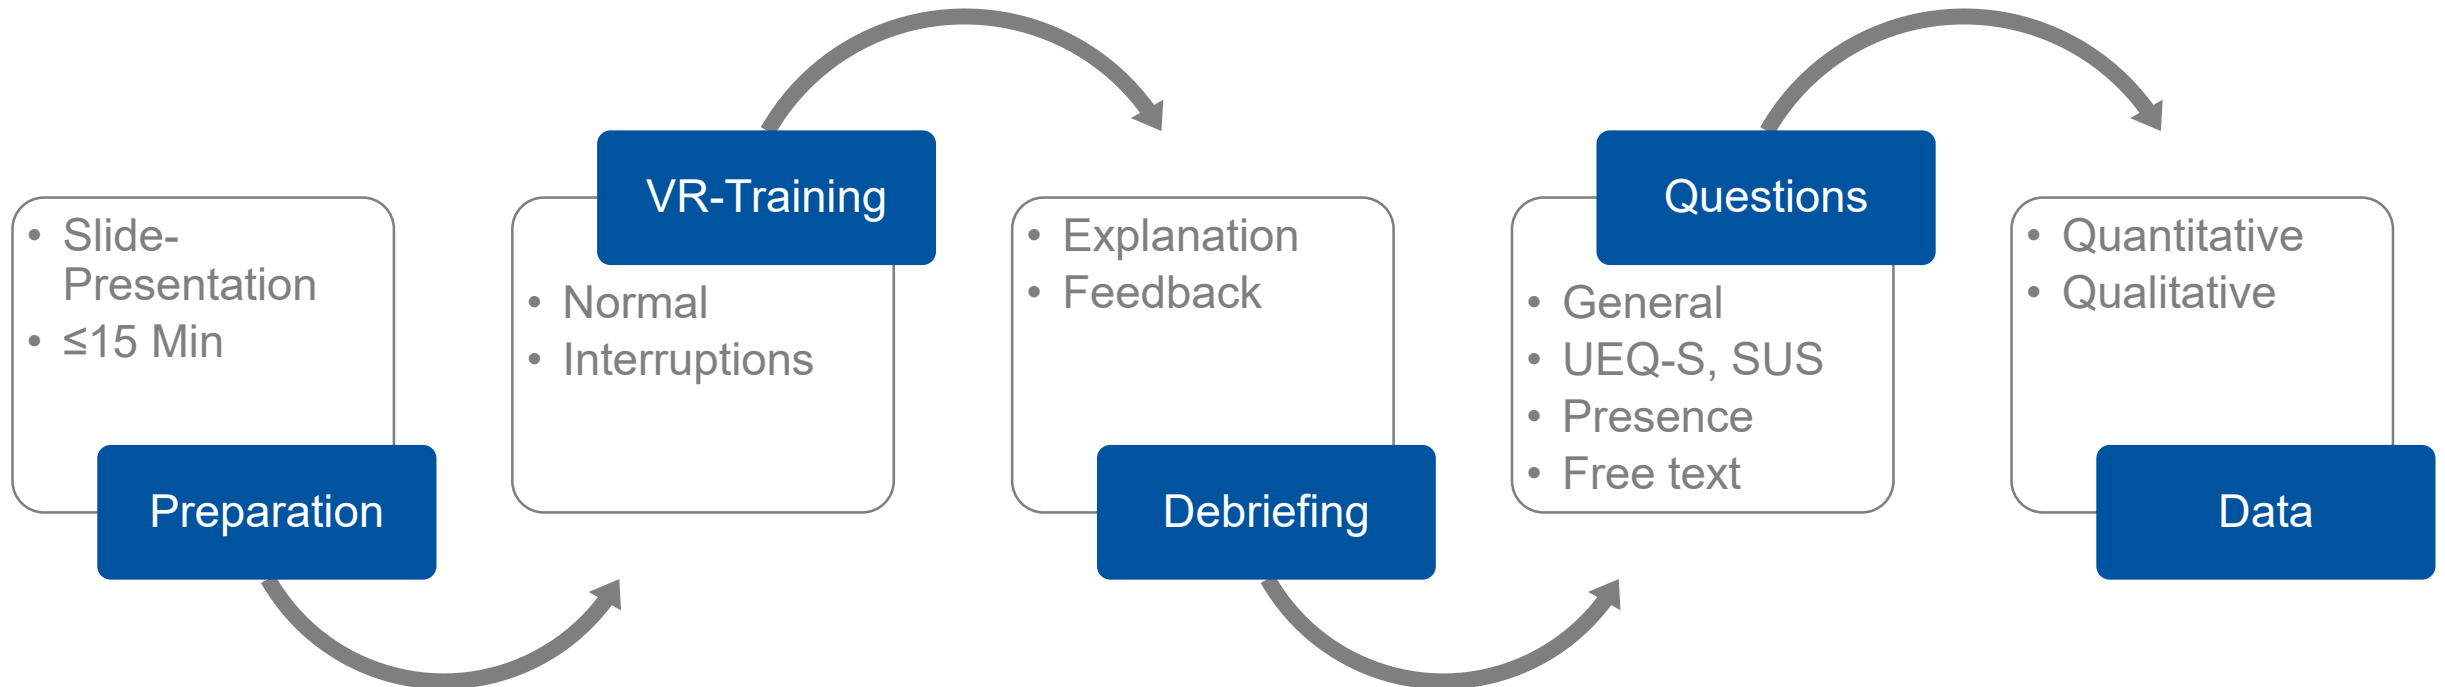 • Slide-
Presentation
• ≤15 Min
Preparation
VR-Training
• Normal
• Interruptions
• Explanation
• Feedback
Debriefing
Questions
• General
• UEQ-S, SUS
• Presence
• Free text
• Quantitative
• Qualitative
Data